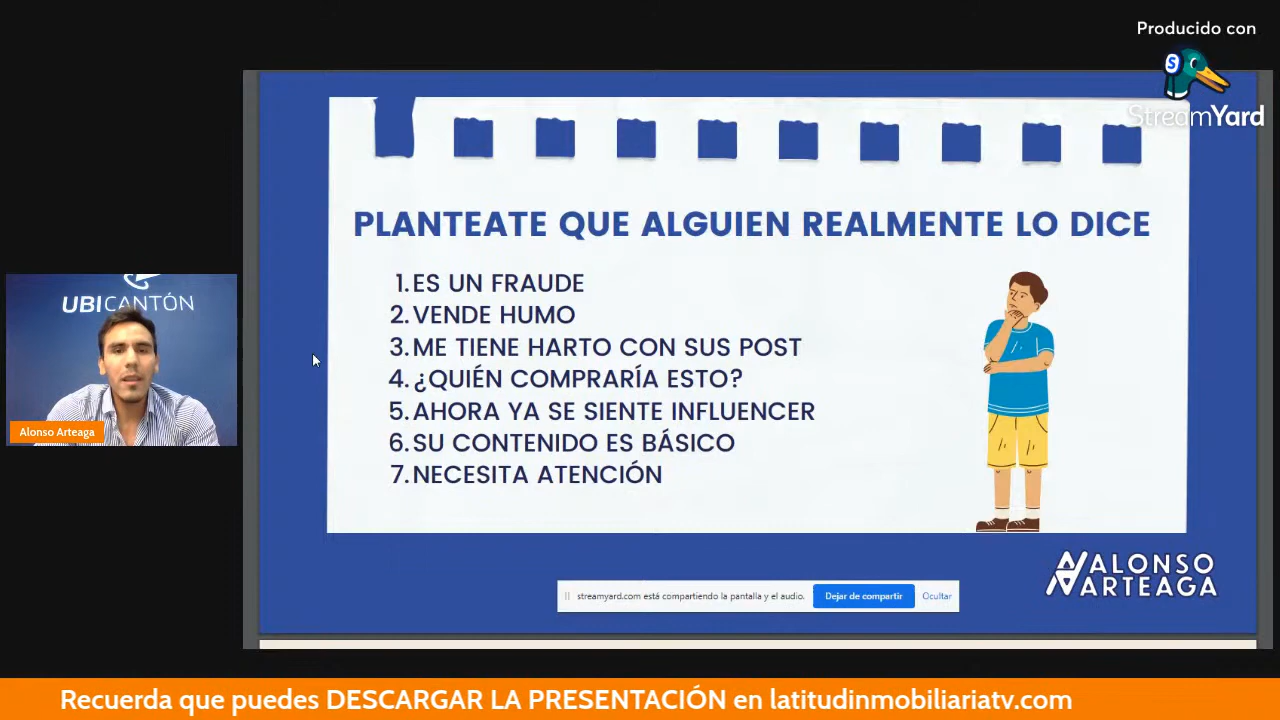 Producido con
StreamYard
PLANTEATE QUE ALGUIEN REALMENTE LO DICE
1. ES UN FRAUDE
2. VENDE HUMO
3. ME TIENE HARTO CON SUS POST
4. ¿QUIÉN COMPRARÍA ESTO?
5. AHORA YA SE SIENTE INFLUENCER
6. SU CONTENIDO ES BÁSICO
7. NECESITA ATENCIÓN
UBICANTÓN
Alonso Arteaga
ALONSO
ARTEAGA
streamyard.com está compartiendo la pantalla y el audio. Dejar de compartir Ocultar
Recuerda que puedes DESCARGAR LA PRESENTACIÓN en latitudinmobiliariatv.com